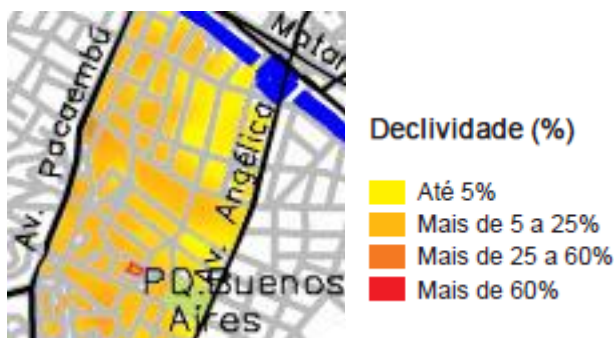 Matar
Av. Pacaembú
Av. Angélica
PQ. Buenos
Aires
Declividade (%)
Até 5%
Mais de 5 a 25%
Mais de 25 a 60%
Mais de 60%